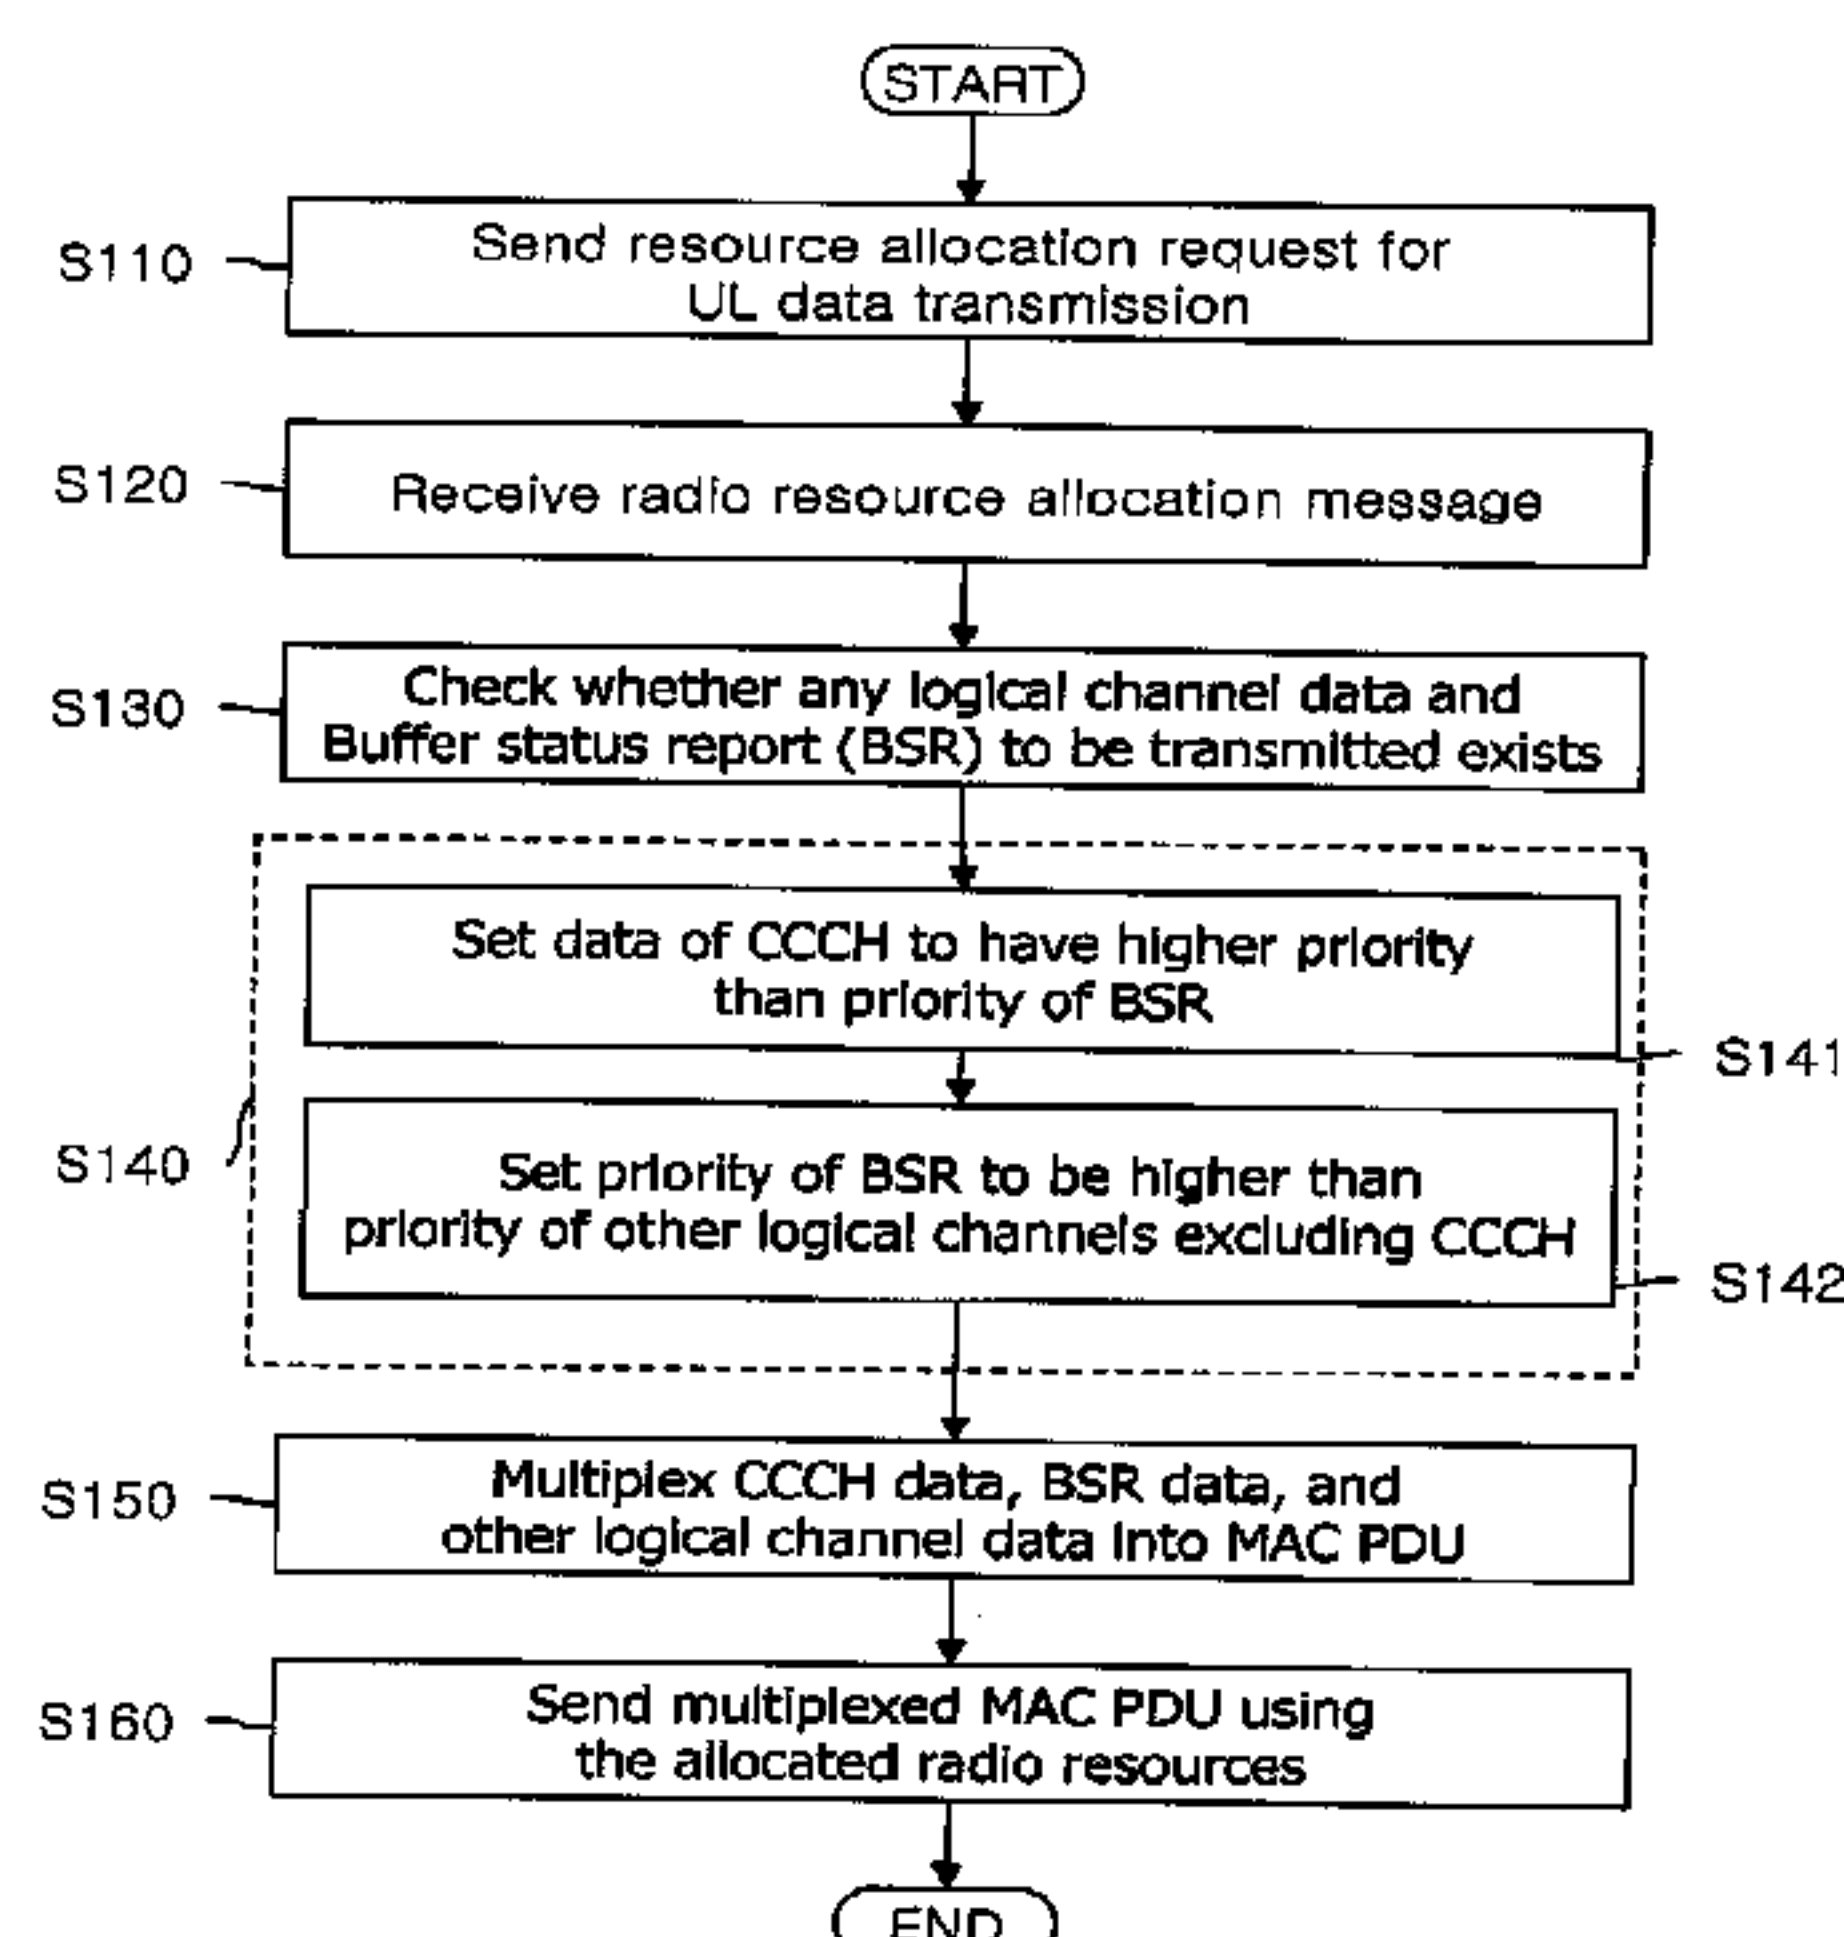 START
S110
Send resource allocation request for
UL data transmission
S120
Receive radio resource allocation message
S130
Check whether any logical channel data and
Buffer status report (BSR) to be transmitted exists
S140
Set data of CCCH to have higher priority
than priority of BSR
S141
Set priority of BSR to be higher than
priority of other logical channels excluding CCCH
S142
S150
Multiplex CCCH data, BSR data, and
other logical channel data into MAC PDU
S160
Send multiplexed MAC PDU using
the allocated radio resources
END